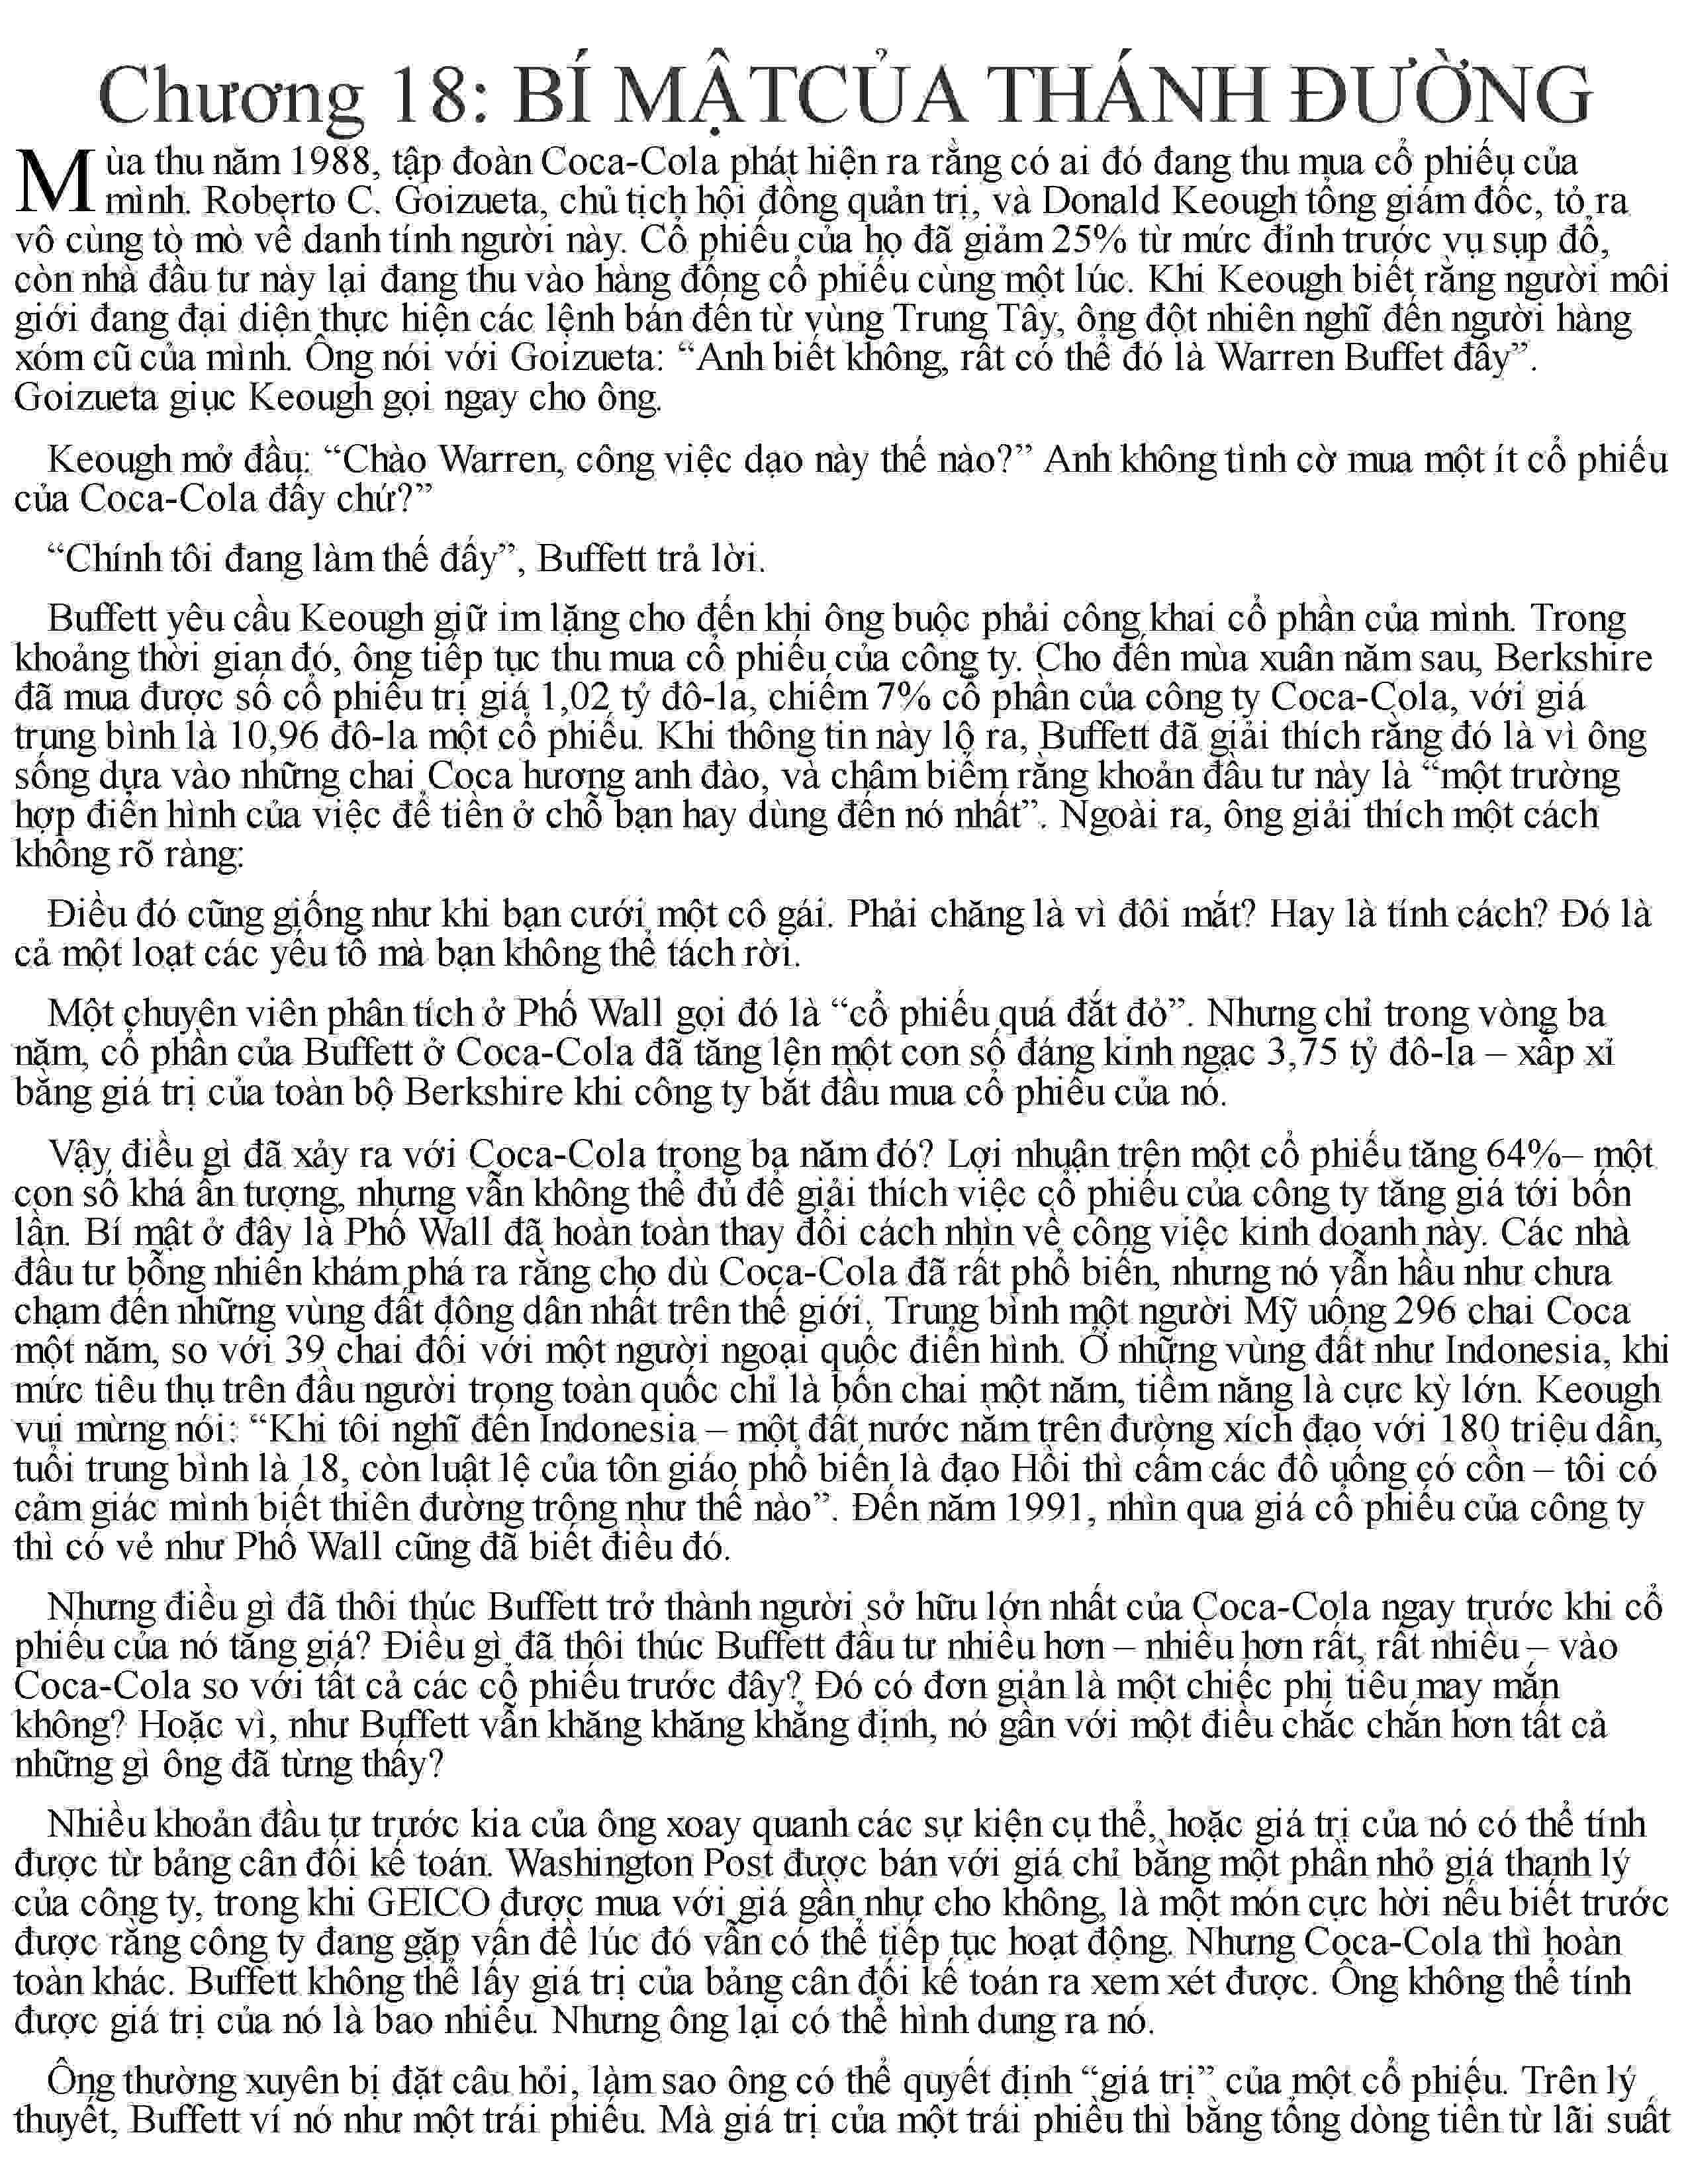 Chương 18: BÍ MẬTCỦA THÁNH ĐƯỜNG
Mùa thu năm 1988, tập đoàn Coca-Cola phát hiện ra rằng có ai đó đang thu mua cổ phiếu của
mình. Roberto C. Goizueta, chủ tịch hội đồng quản trị, và Donald Keough tổng giám đốc, tỏ ra
vô cùng tò mò về danh tính người này. Cổ phiếu của họ đã giảm 25% từ mức đỉnh trước vụ sụp đổ,
còn nhà đầu tư này lại đang thu vào hàng đống cổ phiếu cùng một lúc. Khi Keough biết rằng người môi
giới đang đại diện thực hiện các lệnh bán đến từ vùng Trung Tây, ông đột nhiên nghĩ đến người hàng
xóm cũ của mình. Ông nói với Goizueta: “Anh biết không, rất có thể đó là Warren Buffet đấy”.
Goizueta giục Keough gọi ngay cho ông.
Keough mở đầu: “Chào Warren, công việc dạo này thế nào?” Anh không tình cờ mua một ít cổ phiếu
của Coca-Cola đấy chứ?”
“Chính tôi đang làm thế đấy”, Buffett trả lời.
Buffett yêu cầu Keough giữ im lặng cho đến khi ông buộc phải công khai cổ phần của mình. Trong
khoảng thời gian đó, ông tiếp tục thu mua cổ phiếu của công ty. Cho đến mùa xuân năm sau, Berkshire
đã mua được số cổ phiếu trị giá 1,02 tỷ đô-la, chiếm 7% cổ phần của công ty Coca-Cola, với giá
trung bình là 10,96 đô-la một cổ phiếu. Khi thông tin này lộ ra, Buffett đã giải thích rằng đó là vì ông
sống dựa vào những chai Coca hương anh đào, và châm biếm rằng khoản đầu tư này là “một trường
hợp điển hình của việc để tiền ở chỗ bạn hay dùng đến nó nhất”. Ngoài ra, ông giải thích một cách
không rõ ràng:
Điều đó cũng giống như khi bạn cưới một cô gái. Phải chăng là vì đôi mắt? Hay là tính cách? Đó là
cả một loạt các yếu tố mà bạn không thể tách rời.
Một chuyên viên phân tích ở Phố Wall gọi đó là “cổ phiếu quá đắt đỏ”. Nhưng chỉ trong vòng ba
năm, cổ phần của Buffett ở Coca-Cola đã tăng lên một con số đáng kinh ngạc 3,75 tỷ đô-la – xấp xỉ
bằng giá trị của toàn bộ Berkshire khi công ty bắt đầu mua cổ phiếu của nó.
Vậy điều gì đã xảy ra với Coca-Cola trong ba năm đó? Lợi nhuận trên một cổ phiếu tăng 64%– một
con số khá ấn tượng, nhưng vẫn không thể đủ để giải thích việc cổ phiếu của công ty tăng giá tới bốn
lần. Bí mật ở đây là Phố Wall đã hoàn toàn thay đổi cách nhìn về công việc kinh doanh này. Các nhà
đầu tư bỗng nhiên khám phá ra rằng cho dù Coca-Cola đã rất phổ biến, nhưng nó vẫn hầu như chưa
chạm đến những vùng đất đông dân nhất trên thế giới. Trung bình một người Mỹ uống 296 chai Coca
một năm, so với 39 chai đối với một người ngoại quốc điển hình. Ở những vùng đất như Indonesia, khi
mức tiêu thụ trên đầu người trong toàn quốc chỉ là bốn chai một năm, tiềm năng là cực kỳ lớn. Keough
vui mừng nói: “Khi tôi nghĩ đến Indonesia – một đất nước nằm trên đường xích đạo với 180 triệu dân,
tuổi trung bình là 18, còn luật lệ của tôn giáo phổ biến là đạo Hồi thì cấm các đồ uống có cồn – tôi có
cảm giác mình biết thiên đường trông như thế nào”. Đến năm 1991, nhìn qua giá cổ phiếu của công ty
thì có vẻ như Phố Wall cũng đã biết điều đó.
Nhưng điều gì đã thôi thúc Buffett trở thành người sở hữu lớn nhất của Coca-Cola ngay trước khi cổ
phiếu của nó tăng giá? Điều gì đã thôi thúc Buffett đầu tư nhiều hơn – nhiều hơn rất, rất nhiều – vào
Coca-Cola so với tất cả các cổ phiếu trước đây? Đó có đơn giản là một chiếc phi tiêu may mắn
không? Hoặc vì, như Buffett vẫn khăng khăng khẳng định, nó gần với một điều chắc chắn hơn tất cả
những gì ông đã từng thấy?
Nhiều khoản đầu tư trước kia của ông xoay quanh các sự kiện cụ thể, hoặc giá trị của nó có thể tính
được từ bảng cân đối kế toán. Washington Post được bán với giá chỉ bằng một phần nhỏ giá thanh lý
của công ty, trong khi GEICO được mua với giá gần như cho không, là một món cực hời nếu biết trước
được rằng công ty đang gặp vấn đề lúc đó vẫn có thể tiếp tục hoạt động. Nhưng Coca-Cola thì hoàn
toàn khác. Buffett không thể lấy giá trị của bảng cân đối kế toán ra xem xét được. Ông không thể tính
được giá trị của nó là bao nhiêu. Nhưng ông lại có thể hình dung ra nó.
Ông thường xuyên bị đặt câu hỏi, làm sao ông có thể quyết định “giá trị” của một cổ phiếu. Trên lý
thuyết, Buffett ví nó như một trái phiếu. Mà giá trị của một trái phiếu thì bằng tổng dòng tiền từ lãi suất